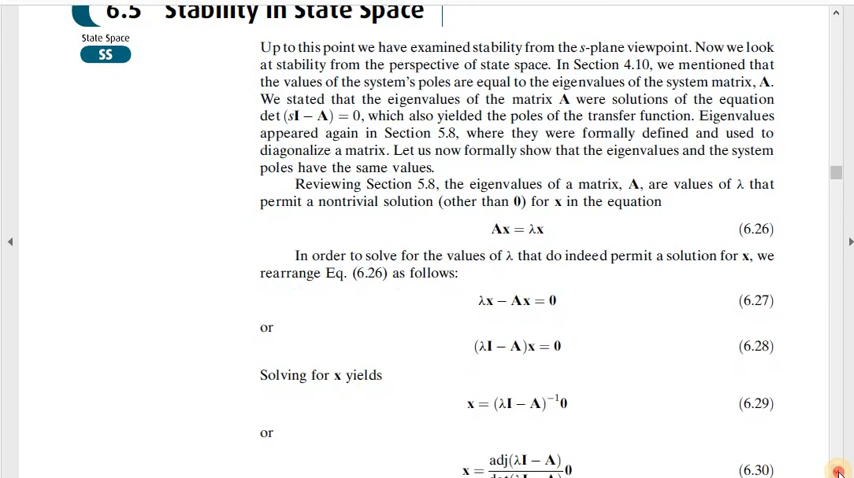 6.5 Stability in State Space
State Space
SS
Up to this point we have examined stability from the s-plane viewpoint. Now we look
at stability from the perspective of state space. In Section 4.10, we mentioned that
the values of the system's poles are equal to the eigenvalues of the system matrix, A.
We stated that the eigenvalues of the matrix A were solutions of the equation
det (sI − A) = 0, which also yielded the poles of the transfer function. Eigenvalues
appeared again in Section 5.8, where they were formally defined and used to
diagonalize a matrix. Let us now formally show that the eigenvalues and the system
poles have the same values.
Reviewing Section 5.8, the eigenvalues of a matrix, A, are values of λ that
permit a nontrivial solution (other than 0) for x in the equation
Ax = λx (6.26)
In order to solve for the values of λ that do indeed permit a solution for x, we
rearrange Eq. (6.26) as follows:
λx − Ax = 0 (6.27)
or
(λI − A)x = 0 (6.28)
Solving for x yields
x = (λI − A)⁻¹0 (6.29)
or
x = adj(λI − A) 0 (6.30)